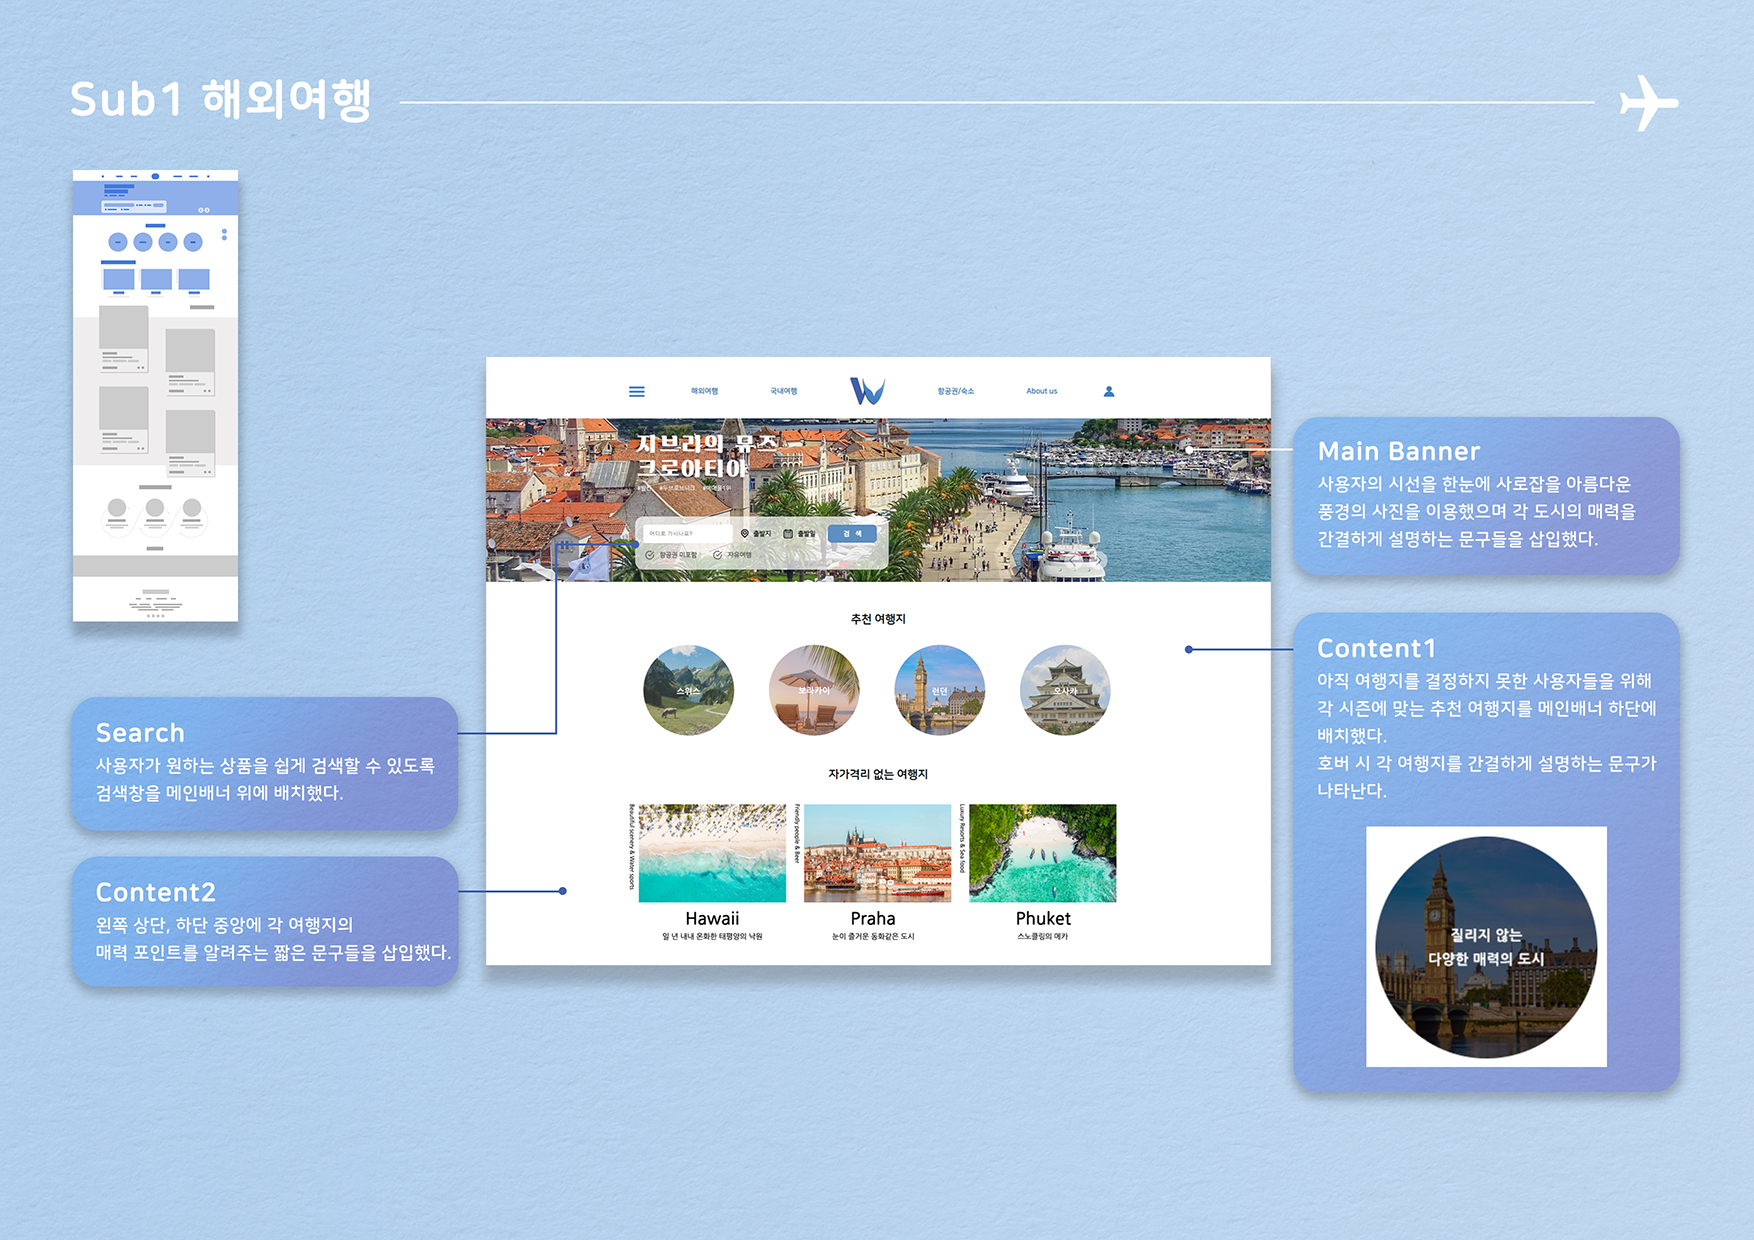 Sub1 해외여행
해외여행
국내여행
W
항공권/숙소
About us
지브리의 뮤즈
크로아티아
어디로 가시나요?
출발지
출발일
검 색
항공권 미포함
자유여행
추천 여행지
스위스
보라카이
런던
오사카
자가격리 없는 여행지
Beautiful scenery & Water sports
Friendly people & Beer
Luxury Resorts & Sea food
Hawaii
일 년 내내 온화한 태평양의 낙원
Praha
눈이 즐거운 동화같은 도시
Phuket
스노클링의 메카
Search
사용자가 원하는 상품을 쉽게 검색할 수 있도록
검색창을 메인배너 위에 배치했다.
Content2
왼쪽 상단, 하단 중앙에 각 여행지의
매력 포인트를 알려주는 짧은 문구들을 삽입했다.
Main Banner
사용자의 시선을 한눈에 사로잡을 아름다운
풍경의 사진을 이용했으며 각 도시의 매력을
간결하게 설명하는 문구들을 삽입했다.
Content1
아직 여행지를 결정하지 못한 사용자들을 위해
각 시즌에 맞는 추천 여행지를 메인배너 하단에
배치했다.
호버 시 각 여행지를 간결하게 설명하는 문구가
나타난다.
질리지 않는
다양한 매력의 도시